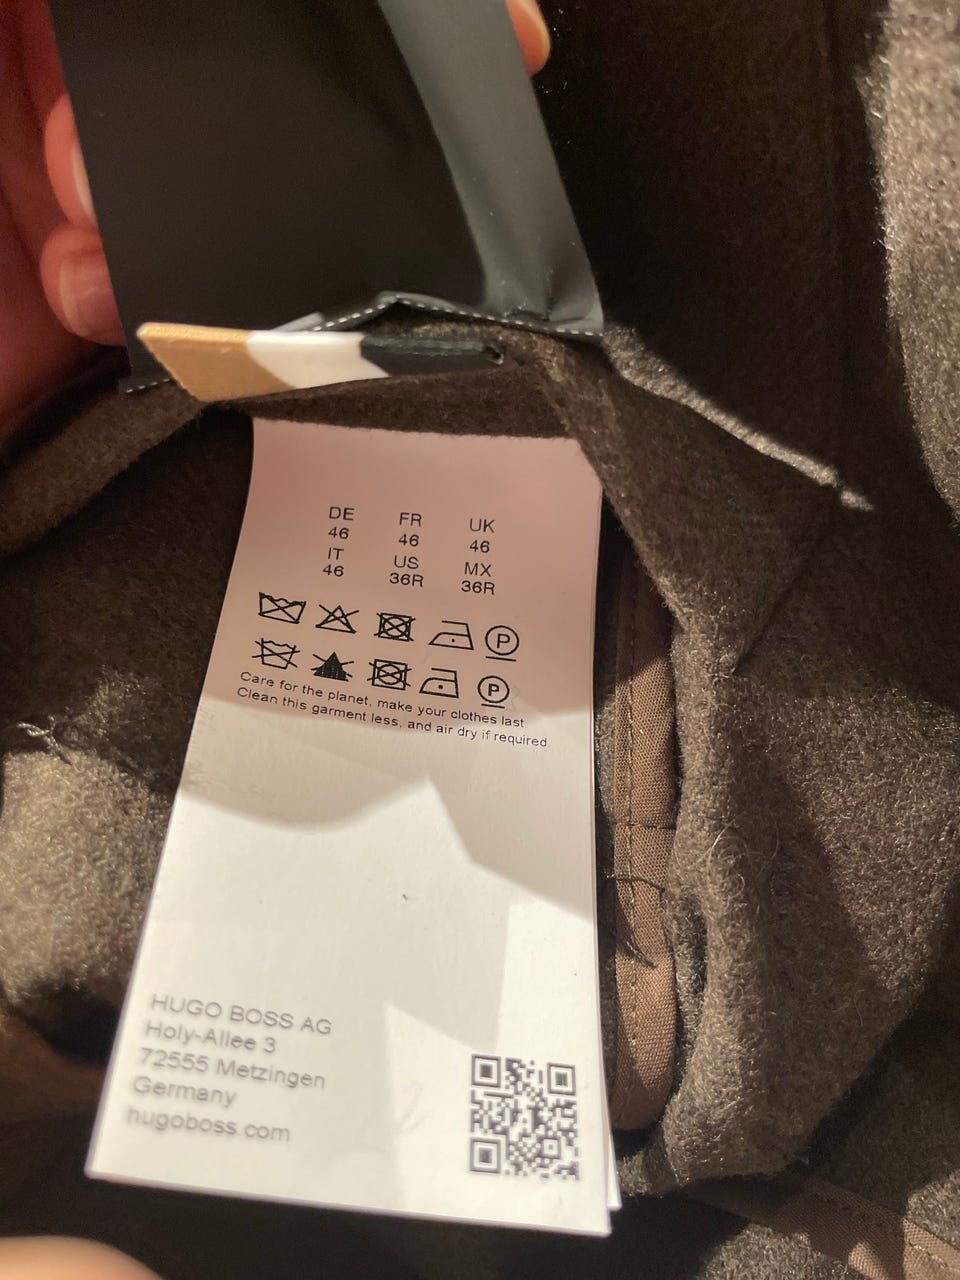 DE FR UK
46 46 46
IT US MX
46 36R 36R
P
P
Care for the planet, make your clothes last.
Clean this garment less, and air dry if required.
HUGO BOSS AG
Holy-Allee 3
72555 Metzingen
Germany
hugoboss.com